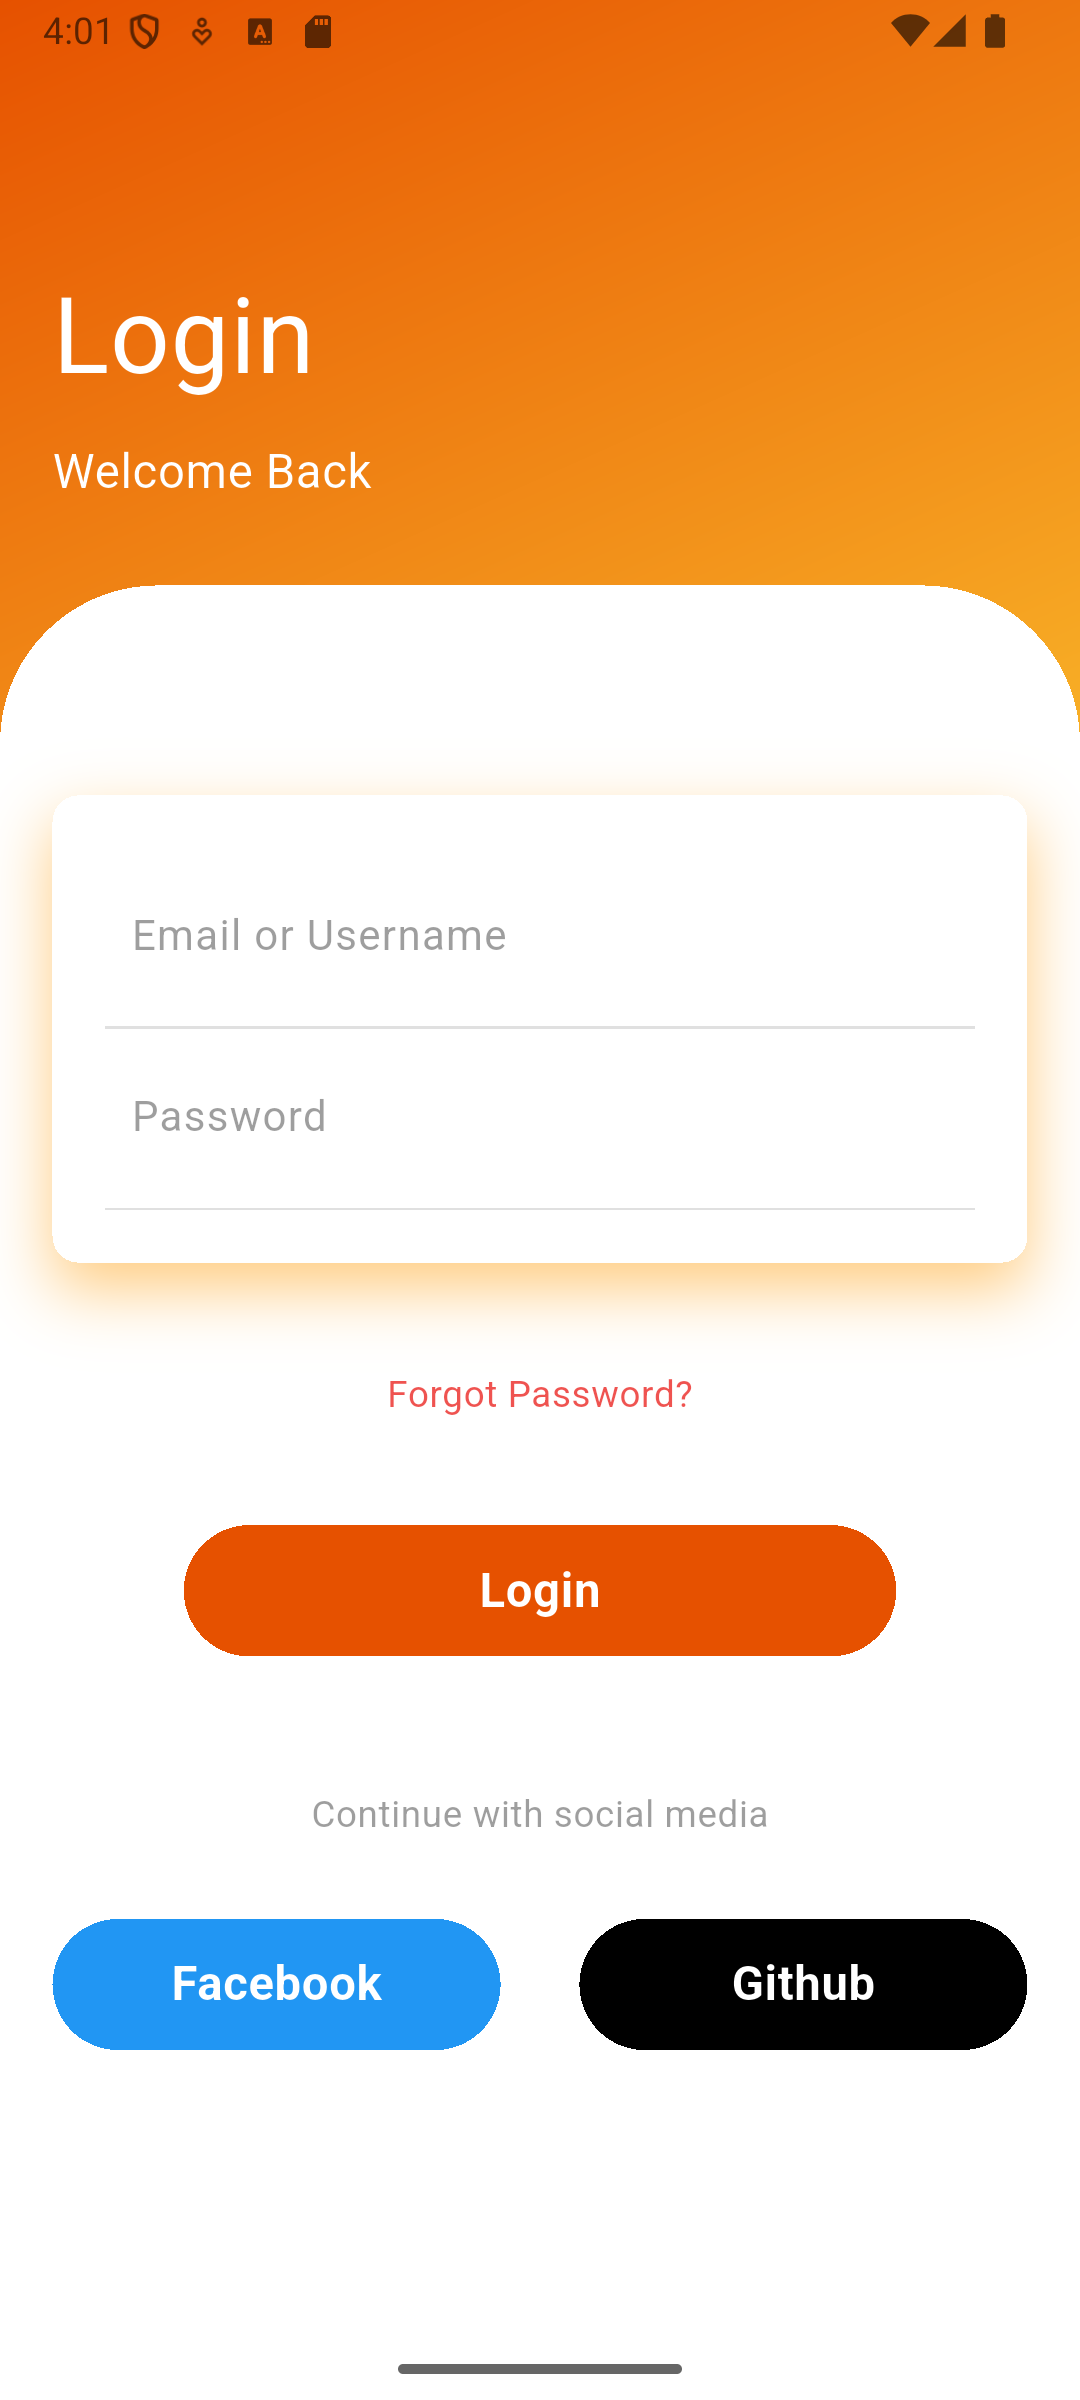 4:01
Login
Welcome Back
Email or Username
Password
Forgot Password?
Login
Continue with social media
Facebook
Github